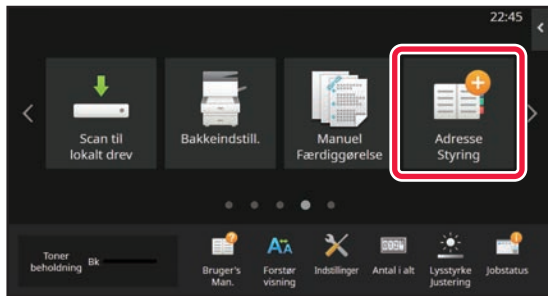 22:45
Scan til
lokalt drev
Bakkeindstill.
Manuel
Færdiggørelse
Adresse
Styring
Toner
beholdning
Bk
Bruger's
Man.
Forstør
visning
Indstillinger
Antal i alt
Lysstyrke
Justering
Jobstatus